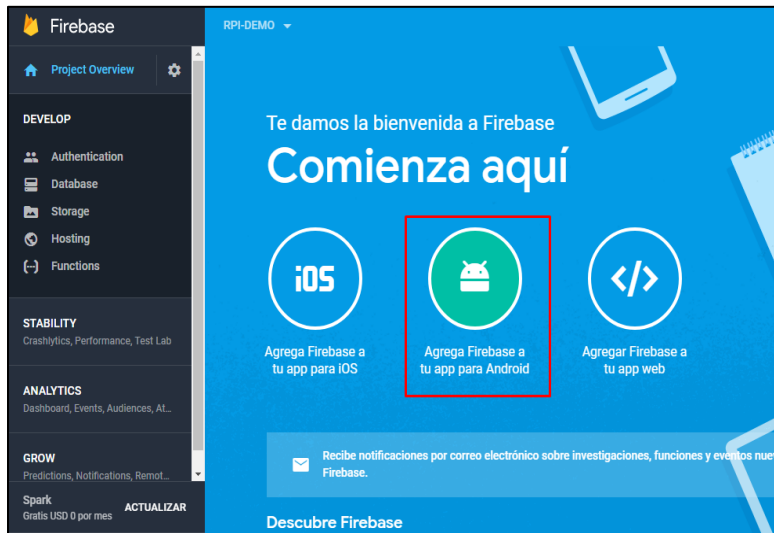 Firebase
Project Overview
DEVELOP
Authentication
Database
Storage
Hosting
Functions
STABILITY
Crashlytics, Performance, Test Lab
ANALYTICS
Dashboard, Events, Audiences, At...
GROW
Predictions, Notifications, Remot...
Spark
Gratis USD 0 por mes
ACTUALIZAR
RPI-DEMO
Te damos la bienvenida a Firebase
Comienza aquí
iOS
Agrega Firebase a
tu app para iOS
Agrega Firebase a
tu app para Android
</>
Agregar Firebase a
tu app web
Recibe notificaciones por correo electrónico sobre investigaciones, funciones y eventos nue
Firebase.
Descubre Firebase